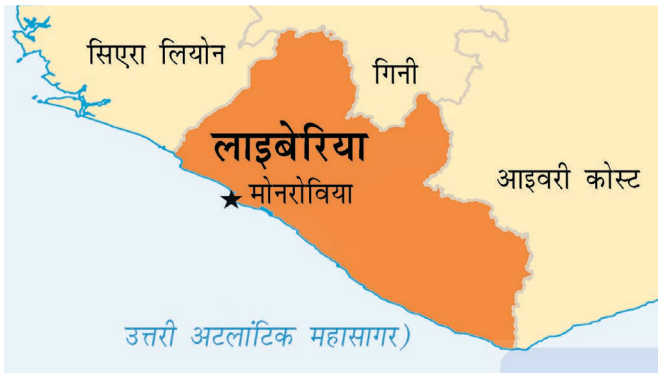 सिएरा लियोन
गिनी
लाइबेरिया
मोनरोविया
आइवरी कोस्ट
उत्तरी अटलांटिक महासागर)